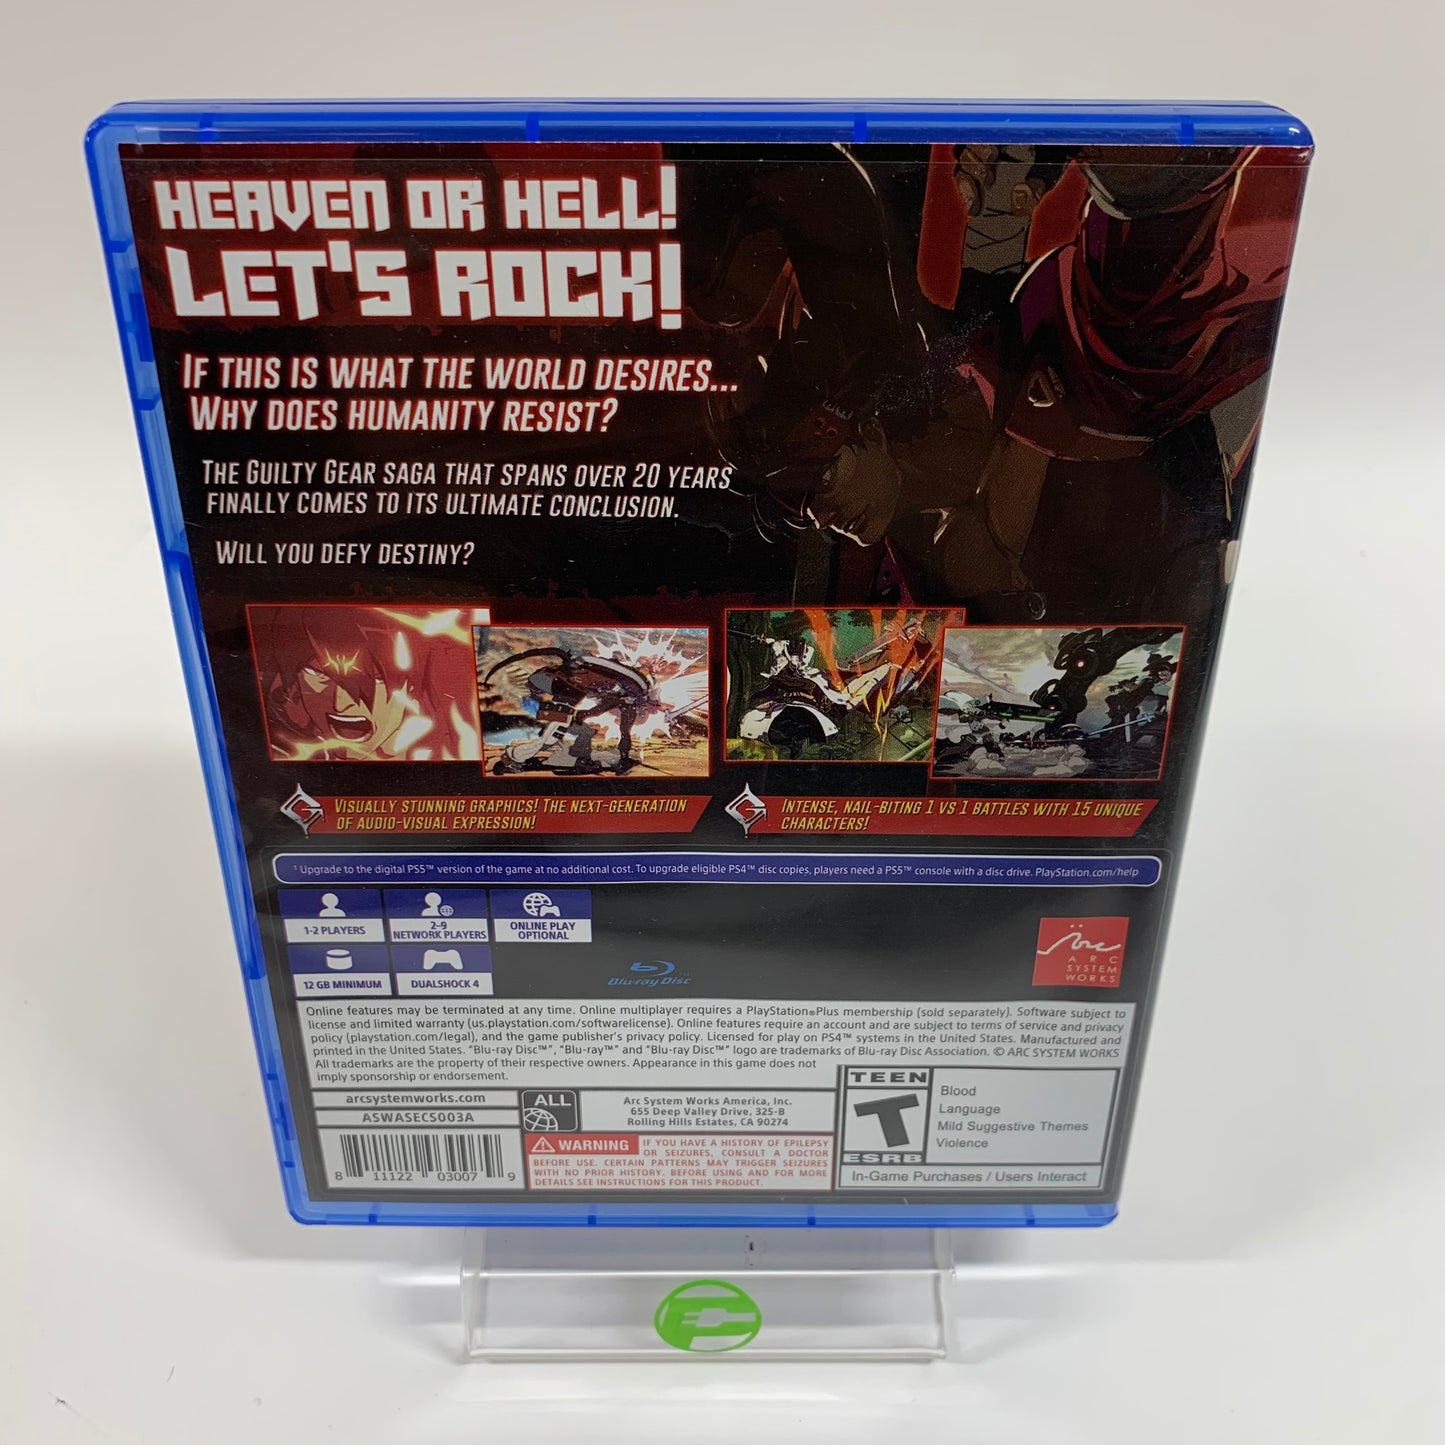 HEAVEN OR HELL!
LET'S ROCK!
IF THIS IS WHAT THE WORLD DESIRES...
WHY DOES HUMANITY RESIST?
THE GUILTY GEAR SAGA THAT SPANS OVER 20 YEARS
FINALLY COMES TO ITS ULTIMATE CONCLUSION.
WILL YOU DEFY DESTINY?
VISUALLY STUNNING GRAPHICS! THE NEXT-GENERATION
OF AUDIO-VISUAL EXPRESSION!
INTENSE, NAIL-BITING 1 VS 1 BATTLES WITH 15 UNIQUE
CHARACTERS!
¹ Upgrade to the digital PS5™ version of the game at no additional cost. To upgrade eligible PS4™ disc copies, players need a PS5™ console with a disc drive. PlayStation.com/help
1-2 PLAYERS
2-9
NETWORK PLAYERS
ONLINE PLAY
OPTIONAL
12 GB MINIMUM
DUALSHOCK 4
Blu-ray Disc
ARC
SYSTEM
WORKS
Online features may be terminated at any time. Online multiplayer requires a PlayStation®Plus membership (sold separately). Software subject to
license and limited warranty (us.playstation.com/softwarelicense). Online features require an account and are subject to terms of service and privacy
policy (playstation.com/legal), and the game publisher's privacy policy. Licensed for play on PS4™ systems in the United States. Manufactured and
printed in the United States. "Blu-ray Disc™", "Blu-ray™" and "Blu-ray Disc™" logo are trademarks of Blu-ray Disc Association. © ARC SYSTEM WORKS
All trademarks are the property of their respective owners. Appearance in this game does not
imply sponsorship or endorsement.
arcsystemworks.com
ASWASECS003A
8 11122 03007 9
ALL
Arc System Works America, Inc.
655 Deep Valley Drive, 325-B
Rolling Hills Estates, CA 90274
WARNING IF YOU HAVE A HISTORY OF EPILEPSY
OR SEIZURES, CONSULT A DOCTOR
BEFORE USE. CERTAIN PATTERNS MAY TRIGGER SEIZURES
WITH NO PRIOR HISTORY. BEFORE USING AND FOR MORE
DETAILS SEE INSTRUCTIONS FOR THIS PRODUCT.
TEEN
T
ESRB
Blood
Language
Mild Suggestive Themes
Violence
In-Game Purchases / Users Interact